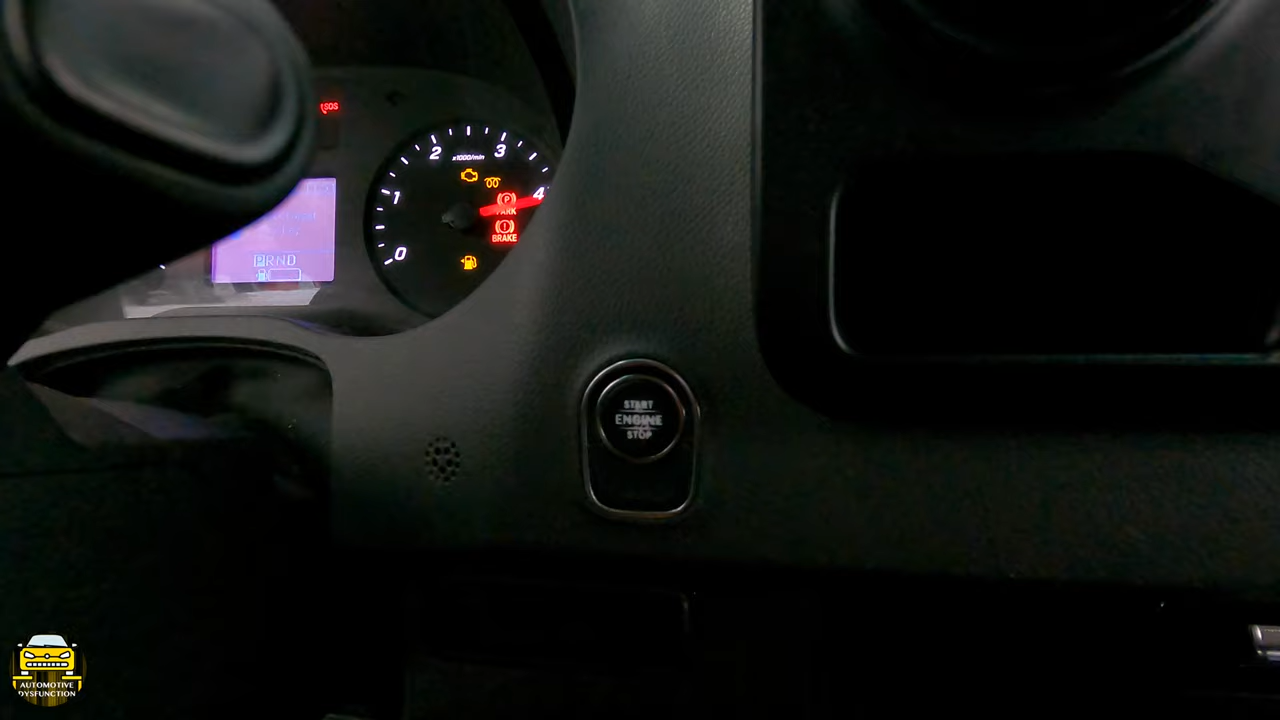 SOS
2
3
x1000/min
1
4
P
PARK
BRAKE
0
PRND
START
ENGINE
STOP
AUTOMOTIVE
DYSFUNCTION